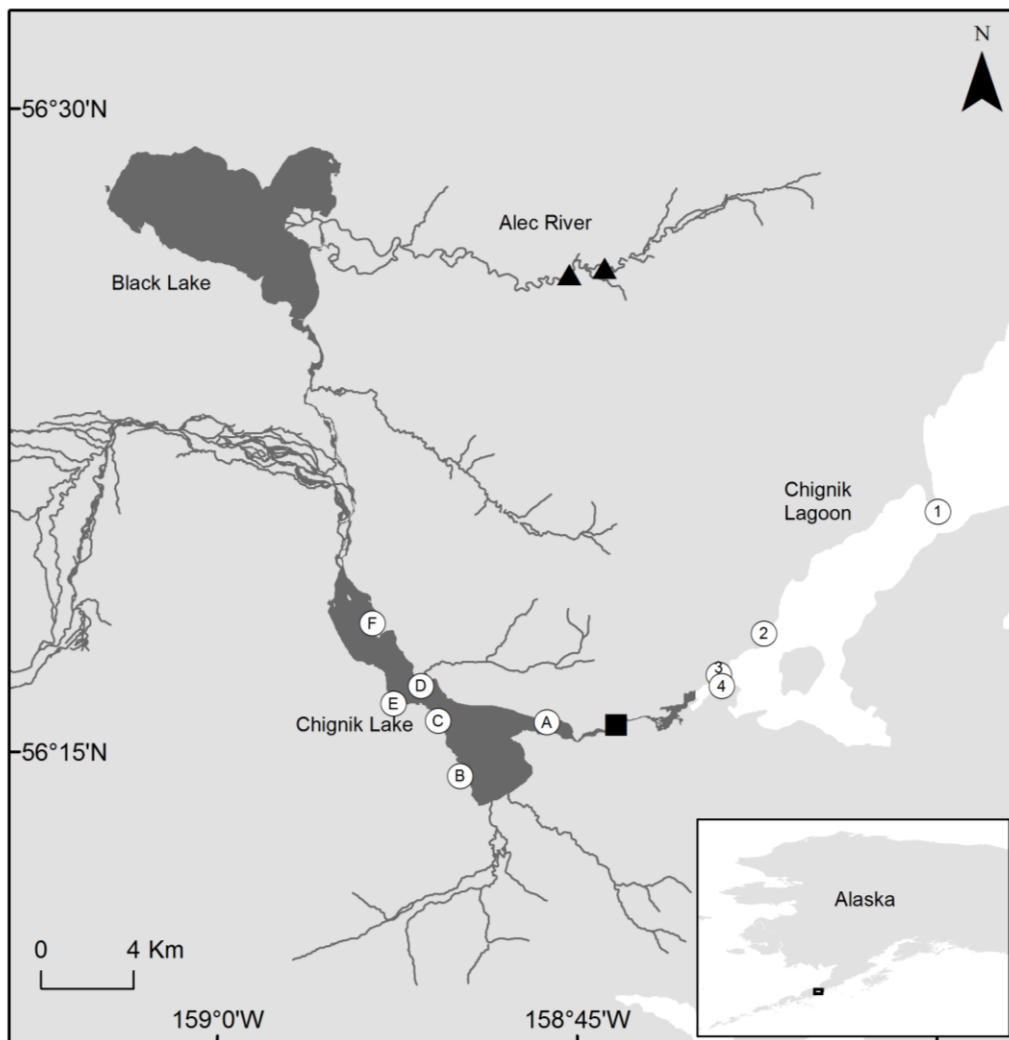 N
56°30'N
Alec River
Black Lake
Chignik
Lagoon
1
2
F
3
D
4
E
C
Chignik Lake
A
56°15'N
B
Alaska
0 4 Km
159°0'W
158°45'W